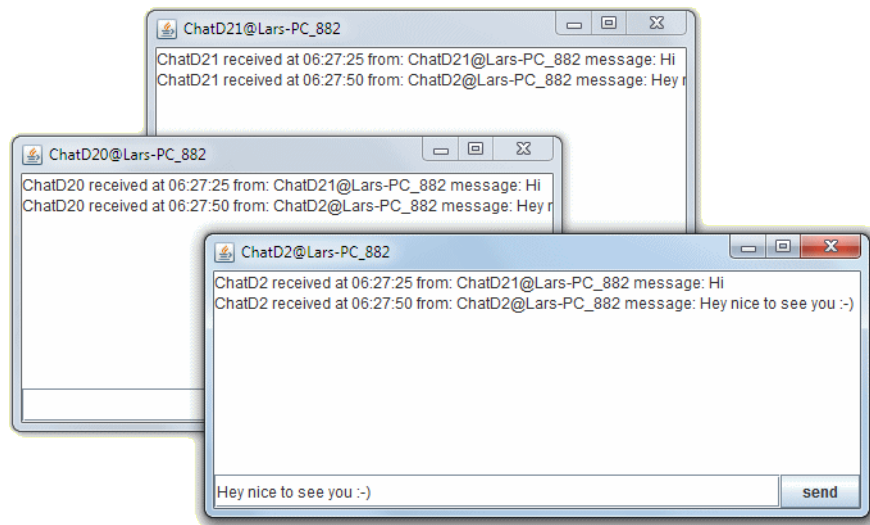 ChatD21@Lars-PC_882
ChatD21 received at 06:27:25 from: ChatD21@Lars-PC_882 message: Hi
ChatD21 received at 06:27:50 from: ChatD2@Lars-PC_882 message: Hey
ChatD20@Lars-PC_882
ChatD20 received at 06:27:25 from: ChatD21@Lars-PC_882 message: Hi
ChatD20 received at 06:27:50 from: ChatD2@Lars-PC_882 message: Hey
ChatD2@Lars-PC_882
ChatD2 received at 06:27:25 from: ChatD21@Lars-PC_882 message: Hi
ChatD2 received at 06:27:50 from: ChatD2@Lars-PC_882 message: Hey nice to see you :-)
Hey nice to see you :-)
send